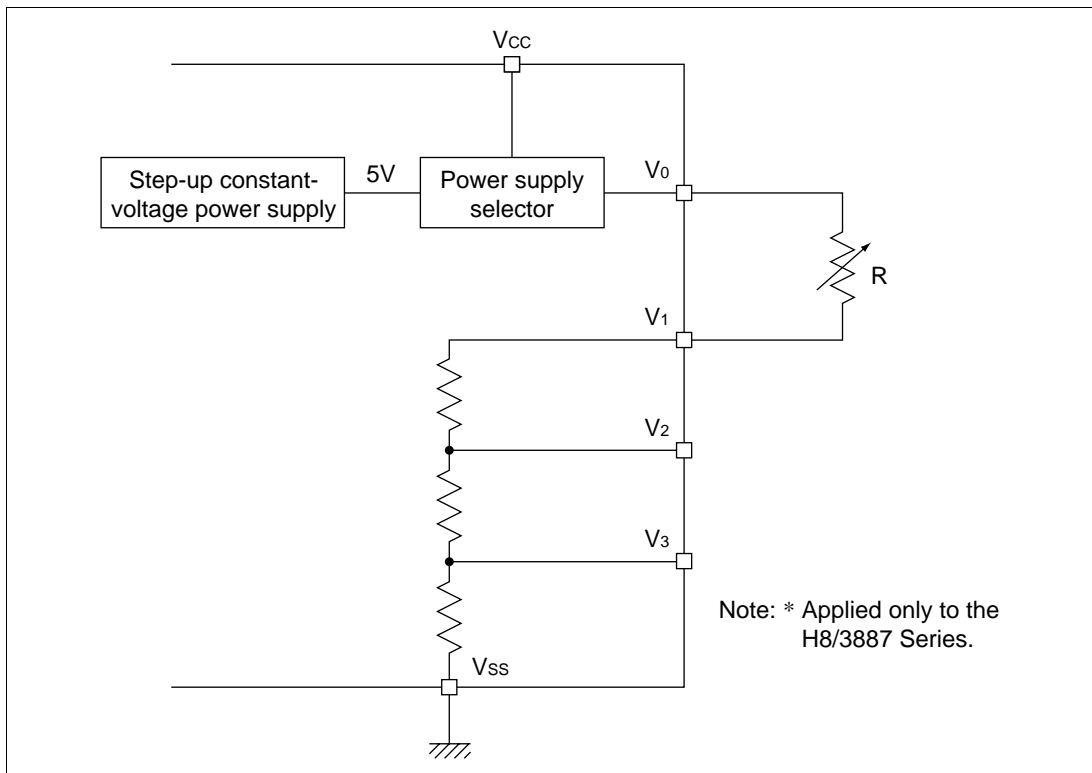 VCC
Step-up constant-
voltage power supply
5V
Power supply
selector
V0
R
V1
V2
V3
Note: * Applied only to the
H8/3887 Series.
VSS